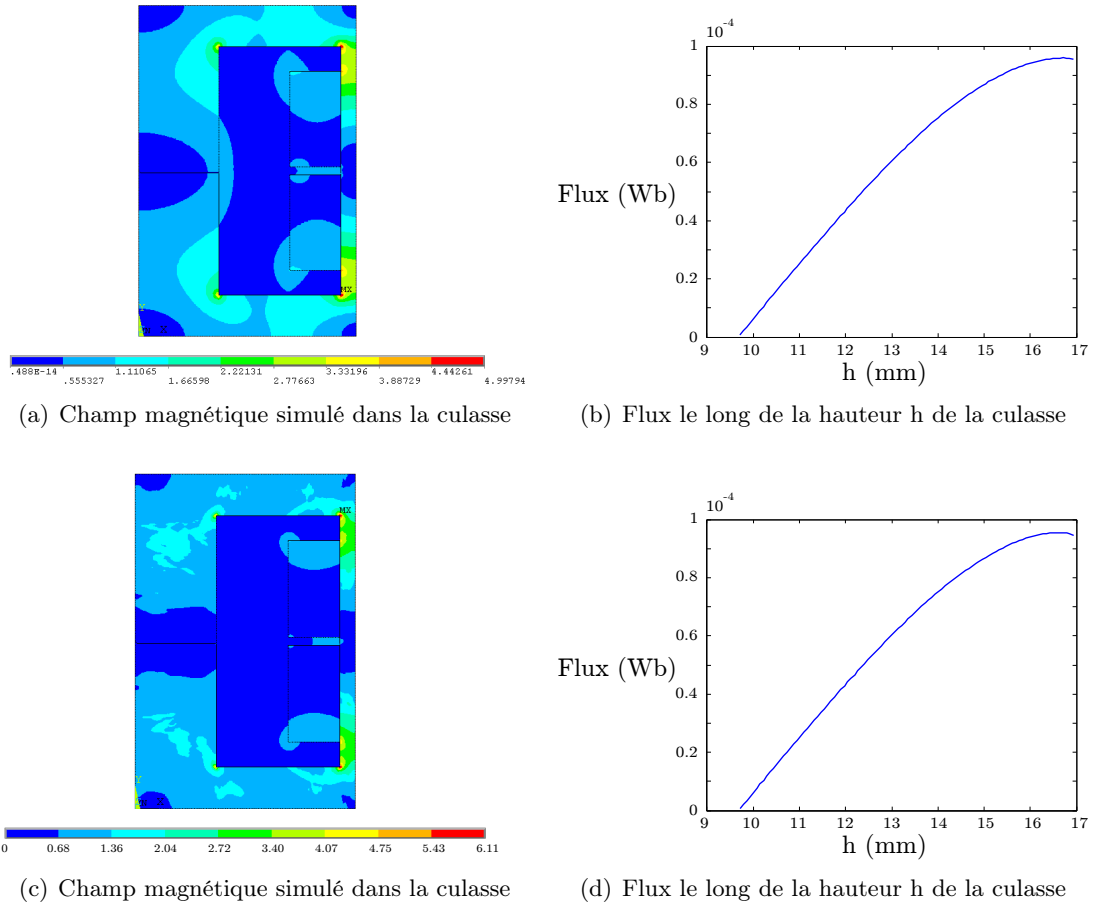 MX
Y
Z X
.488E-14 1.11065 2.22131 3.33196 4.44261
.555327 1.66598 2.77663 3.88729 4.99794
(a) Champ magnétique simulé dans la culasse
10⁻⁴
1
0.8
0.6
Flux (Wb)
0.4
0.2
0
9 10 11 12 13 14 15 16 17
h (mm)
(b) Flux le long de la hauteur h de la culasse
MX
Y
X
0 0.68 1.36 2.04 2.72 3.40 4.07 4.75 5.43 6.11
(c) Champ magnétique simulé dans la culasse
10⁻⁴
1
0.8
0.6
Flux (Wb)
0.4
0.2
0
9 10 11 12 13 14 15 16 17
h (mm)
(d) Flux le long de la hauteur h de la culasse